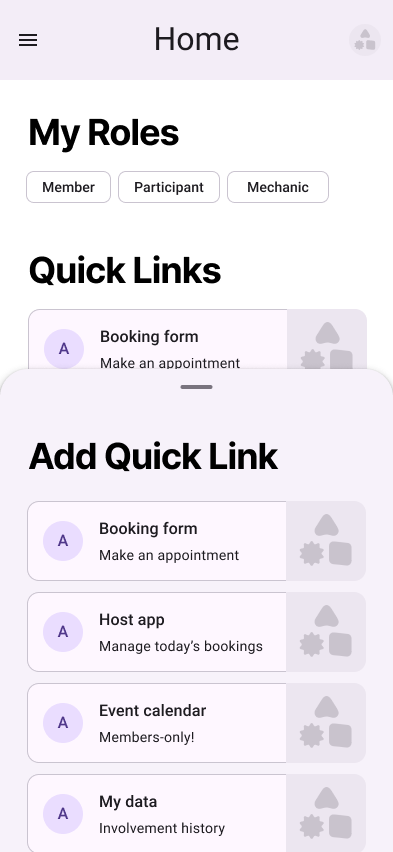 Home
My Roles
Member Participant Mechanic
Quick Links
A
Booking form
Make an appointment
Add Quick Link
A
Booking form
Make an appointment
A
Host app
Manage today’s bookings
A
Event calendar
Members-only!
A
My data
Involvement history